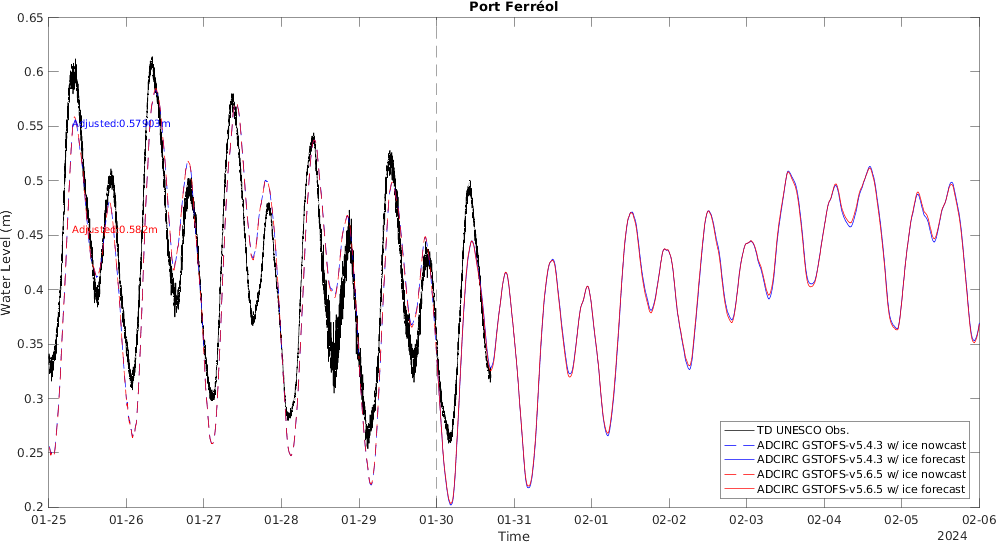 Port Ferréol
0.65
0.6
0.55
0.5
0.45
0.4
0.35
0.3
0.25
0.2
Water Level (m)
Adjusted:0.57903m
Adjusted:0.582m
TD UNESCO Obs.
ADCIRC GSTOFS-v5.4.3 w/ ice nowcast
ADCIRC GSTOFS-v5.4.3 w/ ice forecast
ADCIRC GSTOFS-v5.6.5 w/ ice nowcast
ADCIRC GSTOFS-v5.6.5 w/ ice forecast
01-25 01-26 01-27 01-28 01-29 01-30 01-31 02-01 02-02 02-03 02-04 02-05 02-06
Time
2024